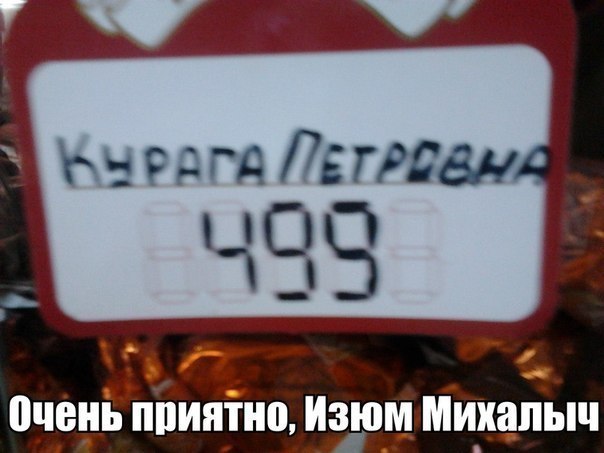 Курага Петровна
499
Очень приятно, Изюм Михалыч